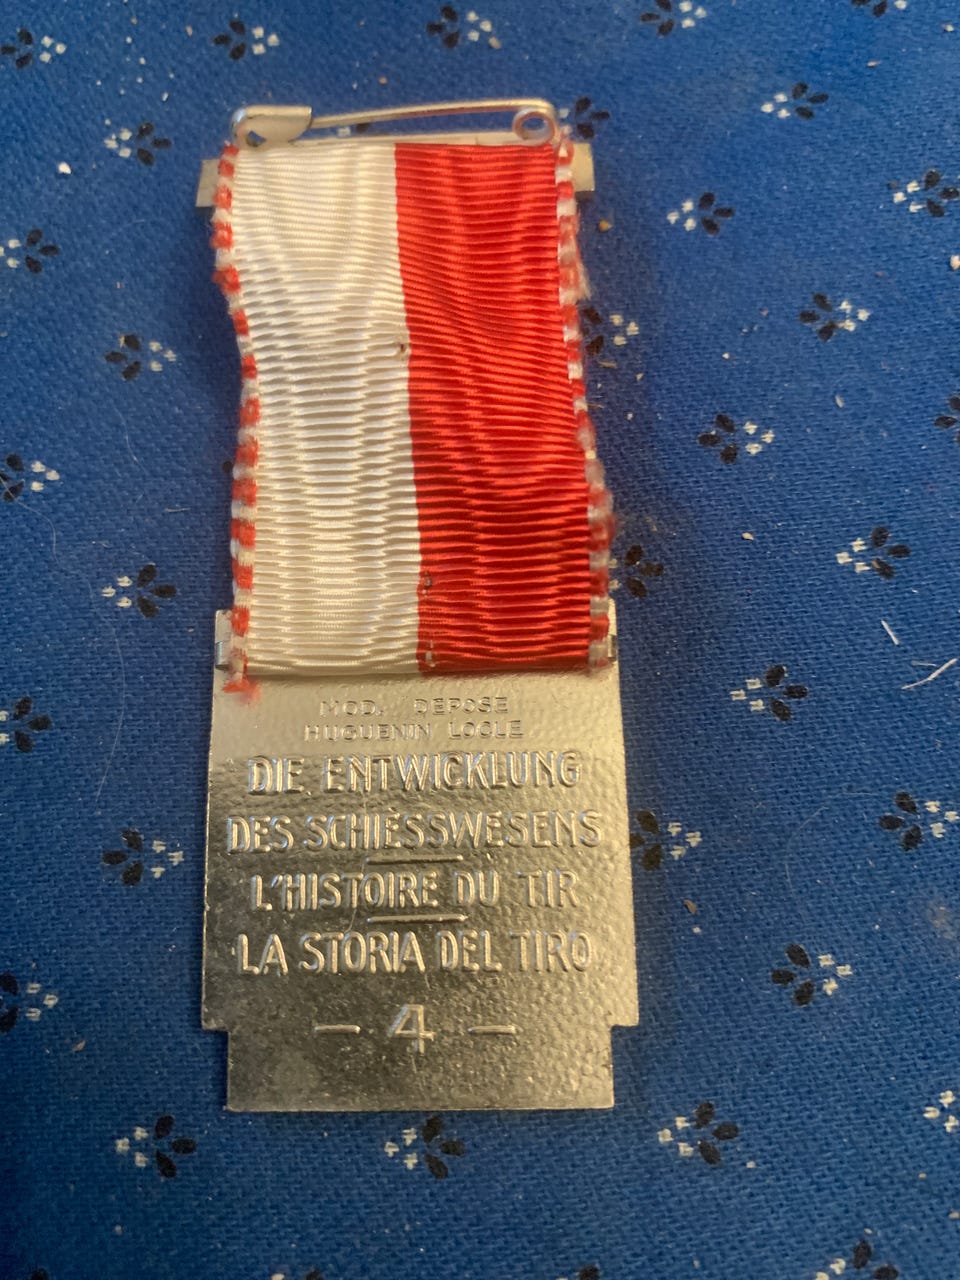 MOD. DEPOSE
HUGUENIN LOCLE
DIE ENTWICKLUNG
DES SCHIESSWESENS
L'HISTOIRE DU TIR
LA STORIA DEL TIRO
– 4 –